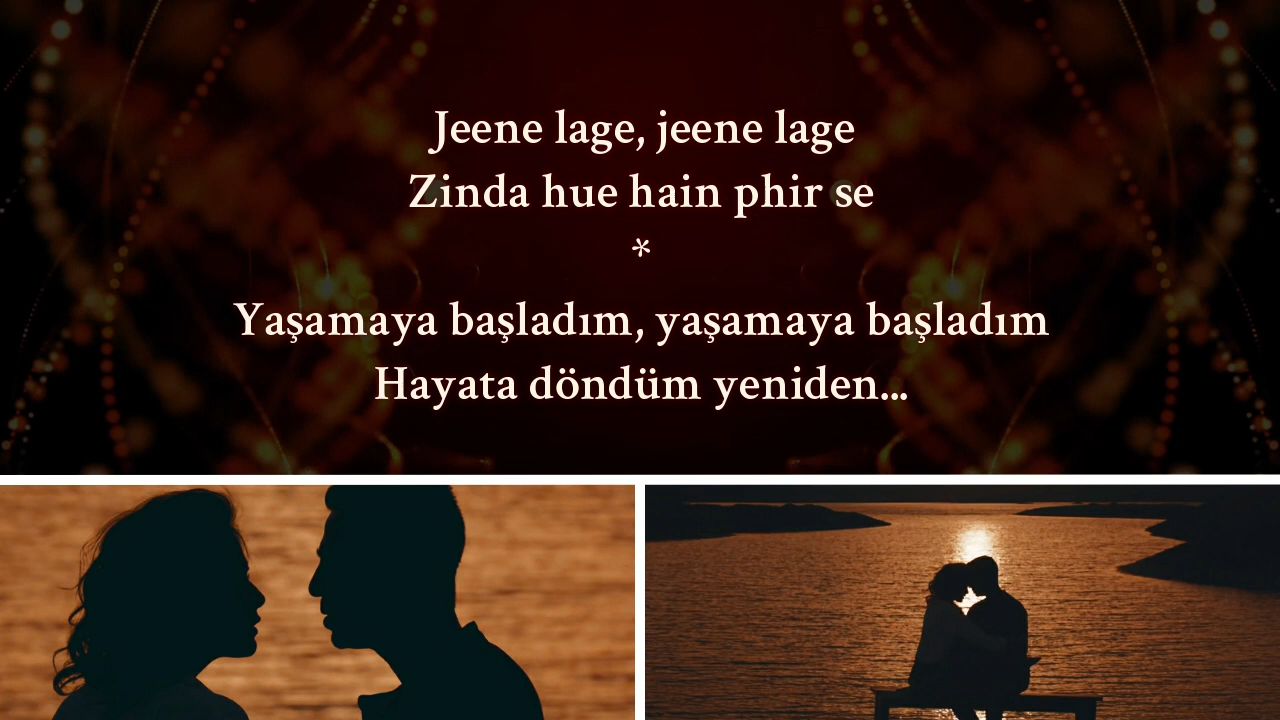 Jeene lage, jeene lage
Zinda hue hain phir se
*
Yaşamaya başladım, yaşamaya başladım
Hayata döndüm yeniden...